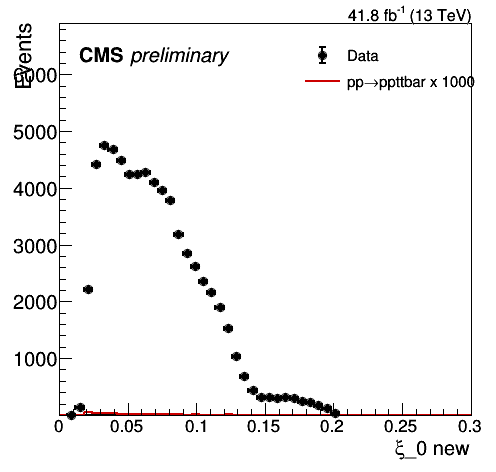 41.8 fb⁻¹ (13 TeV)
Events
CMS preliminary
Data
pp→ppttbar x 1000
6000
5000
4000
3000
2000
1000
0 0.05 0.1 0.15 0.2 0.25 0.3
ξ_0 new